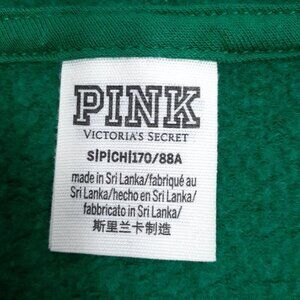 PINK
VICTORIA'S SECRET
S|P|CH|170/88A
made in Sri Lanka/fabriqué au
Sri Lanka/hecho en Sri Lanka/
fabbricato in Sri Lanka/
斯里兰卡制造